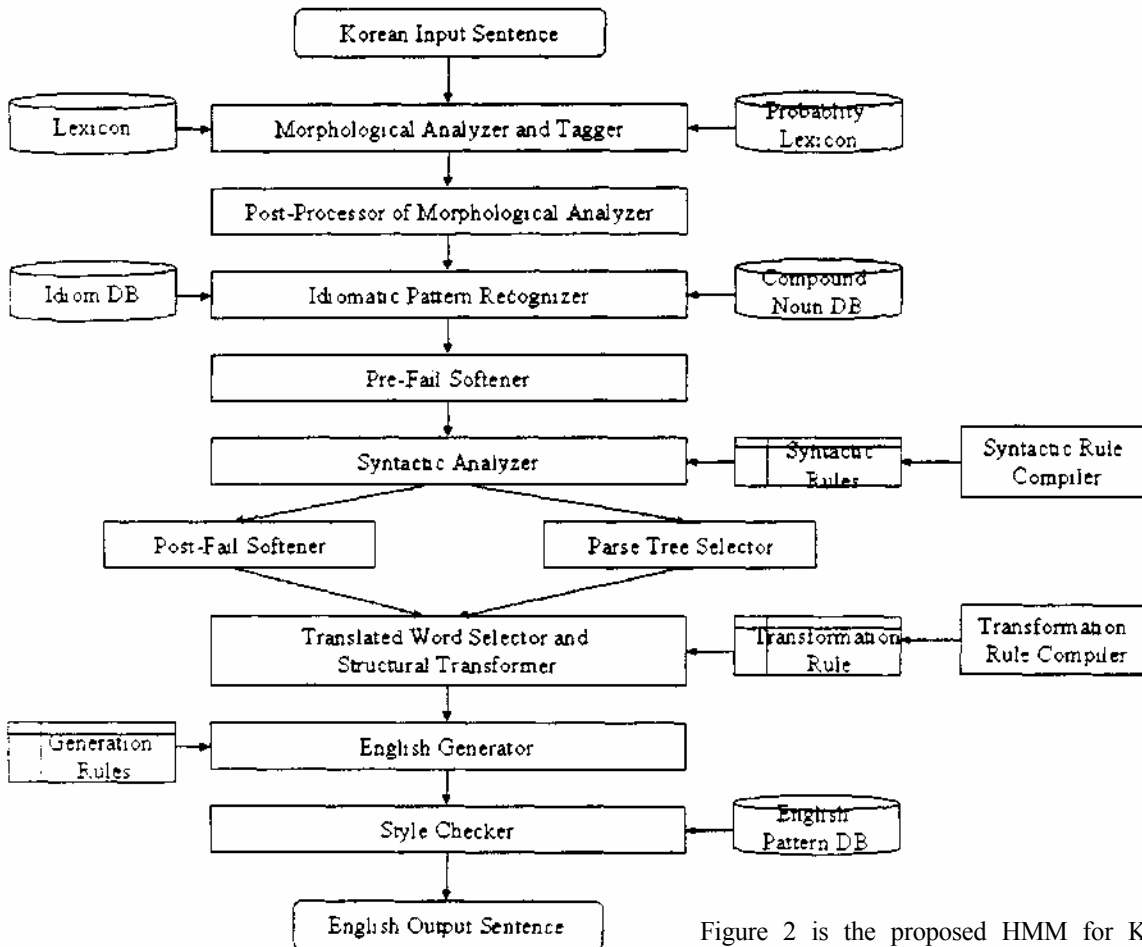 Korean Input Sentence
Lexicon
Morphological Analyzer and Tagger
Probablity
Lexicon
Post-Processor of Morphological Analyzer
Idiom DB
Idiomatic Pattern Recognizer
Compound
Noun DB
Pre-Fail Softener
Syntactic Analyzer
Syntactic
Rules
Syntactic Rule
Compiler
Post-Fail Softener
Parse Tree Selector
Translated Word Selector and
Structural Transformer
Transformation
Rule
Transformation
Rule Compiler
Generation
Rules
English Generator
Style Checker
English
Pattern DB
English Output Sentence
Figure 2 is the proposed HMM for K